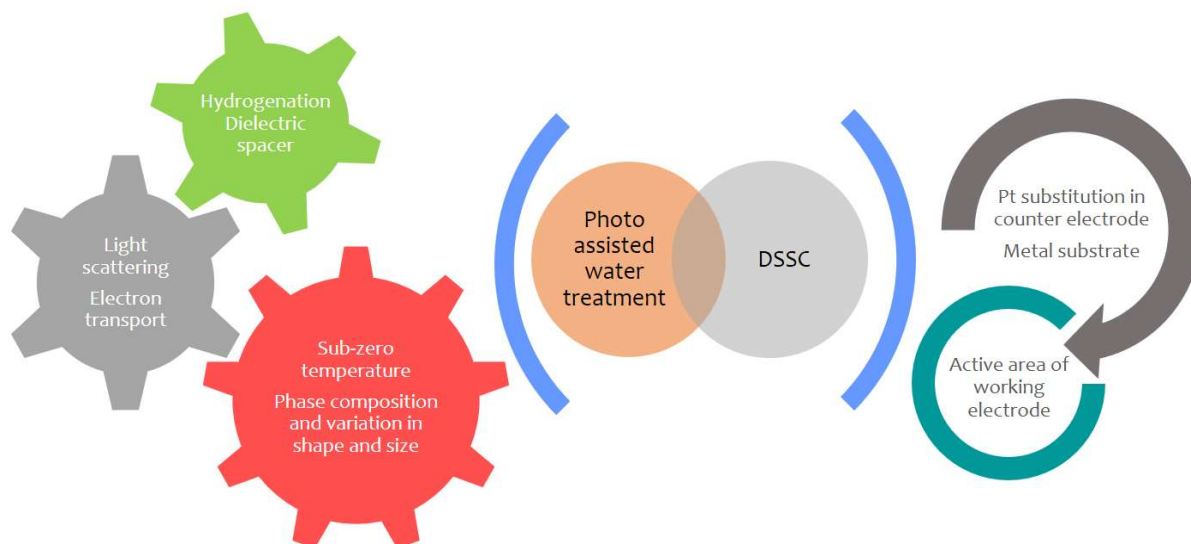 Hydrogenation
Dielectric
spacer
Light
scattering
Electron
transport
Sub-zero
temperature
Phase composition
and variation in
shape and size
Photo
assisted
water
treatment
DSSC
Pt substitution in
counter electrode
Metal substrate
Active area of
working
electrode